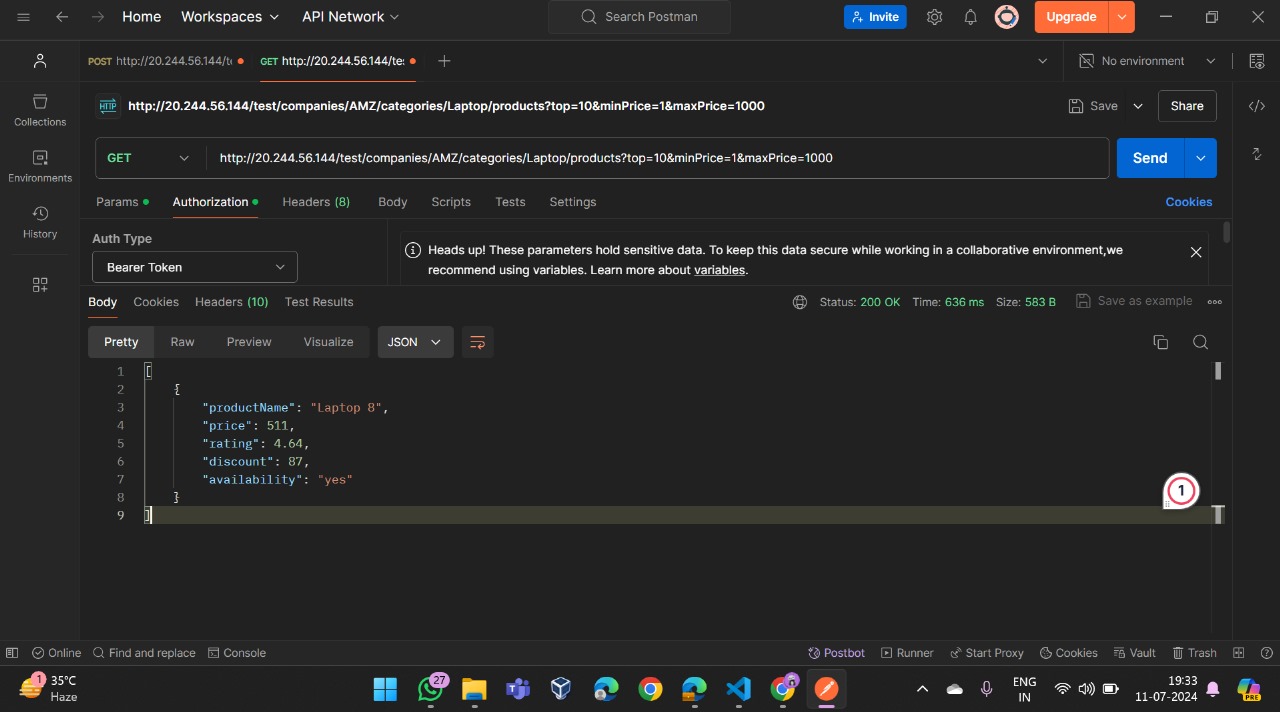 Home Workspaces API Network Search Postman Invite Upgrade
POST http://20.244.56.144/t GET http://20.244.56.144/tes No environment
HTTP http://20.244.56.144/test/companies/AMZ/categories/Laptop/products?top=10&minPrice=1&maxPrice=1000 Save Share
Collections
GET http://20.244.56.144/test/companies/AMZ/categories/Laptop/products?top=10&minPrice=1&maxPrice=1000 Send
Environments
Params Authorization Headers (8) Body Scripts Tests Settings Cookies
History
Auth Type
Heads up! These parameters hold sensitive data. To keep this data secure while working in a collaborative environment,we
recommend using variables. Learn more about variables.
Bearer Token
Body Cookies Headers (10) Test Results Status: 200 OK Time: 636 ms Size: 583 B Save as example
Pretty Raw Preview Visualize JSON
1 [
2 {
3 "productName": "Laptop 8",
4 "price": 511,
5 "rating": 4.64,
6 "discount": 87,
7 "availability": "yes"
8 }
9 ]
1
Online Find and replace Console Postbot Runner Start Proxy Cookies Vault Trash
1 35°C 27 ENG 19:33
Haze IN 11-07-2024 PRE